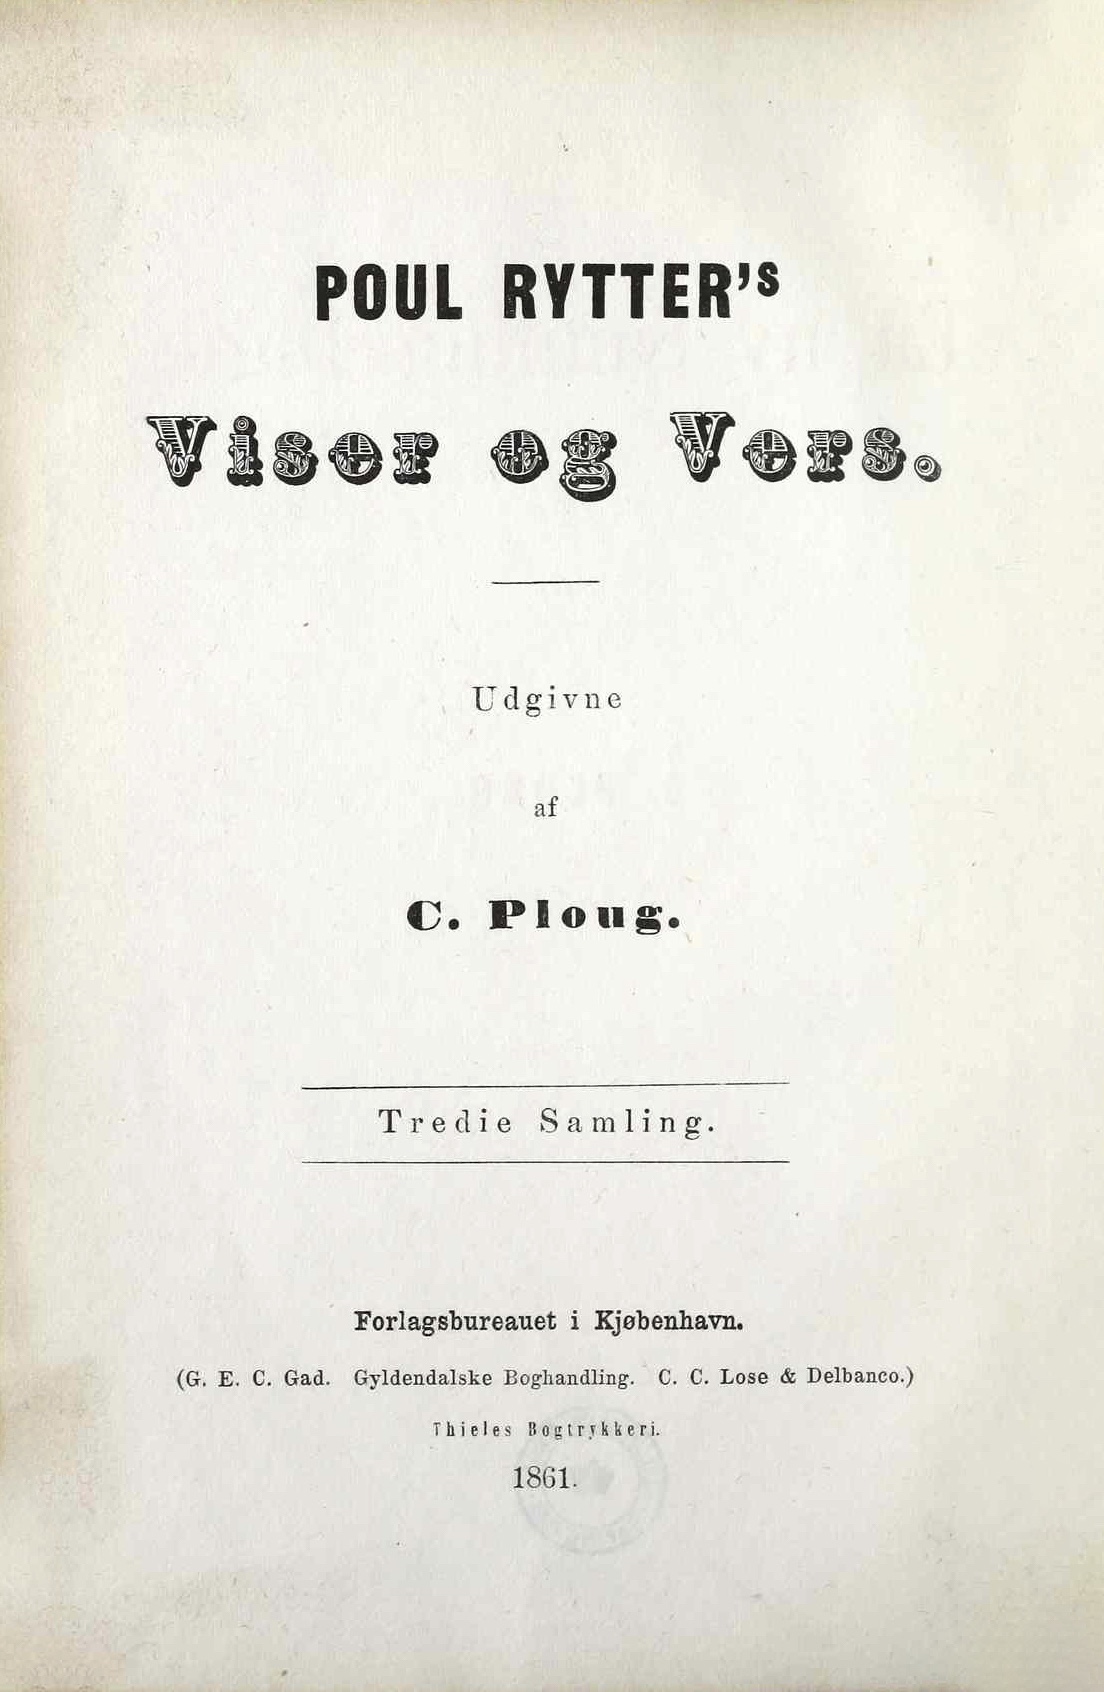 POUL RYTTER's
Viser og Vers.
Udgivne
af
C. Ploug.
Tredie Samling.
Forlagsbureauet i Kjøbenhavn.
(G. E. C. Gad. Gyldendalske Boghandling. C. C. Lose & Delbanco.)
Thieles Bogtrykkeri.
1861.